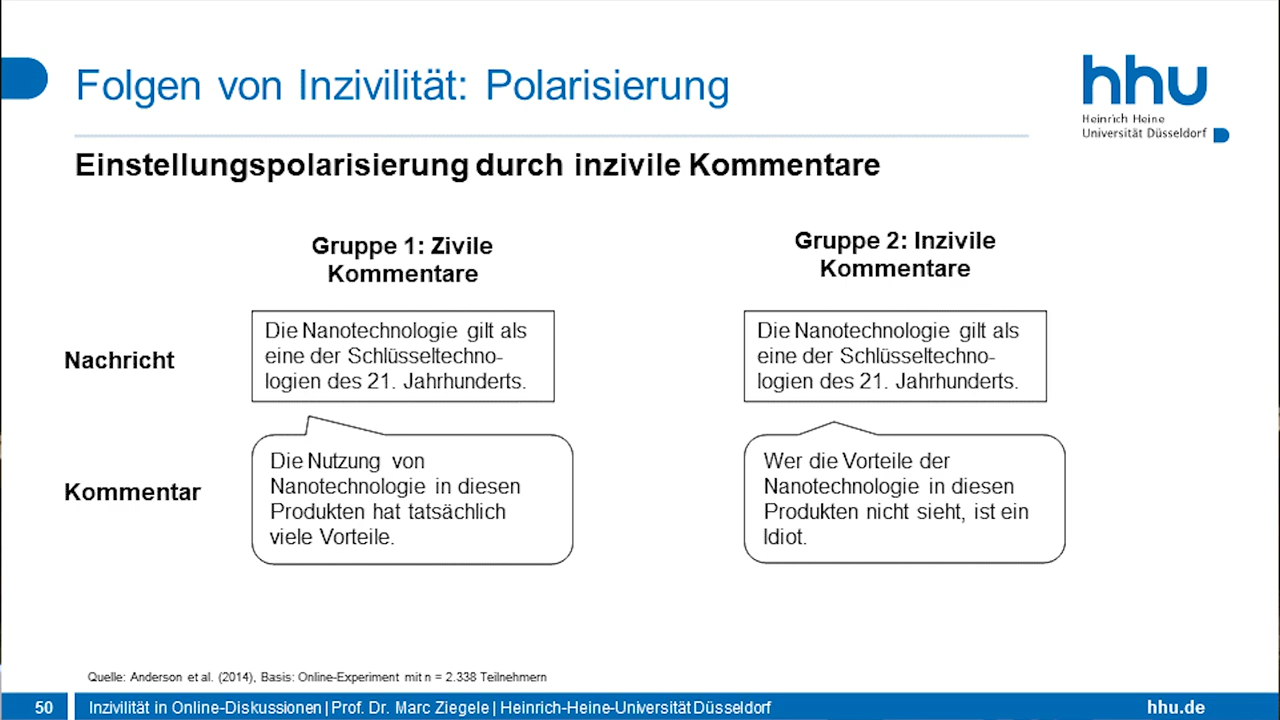 Folgen von Inzivilität: Polarisierung
hhu
Heinrich Heine
Universität Düsseldorf
Einstellungspolarisierung durch inzivile Kommentare
Gruppe 1: Zivile
Kommentare
Gruppe 2: Inzivile
Kommentare
Nachricht
Die Nanotechnologie gilt als
eine der Schlüsseltechno-
logien des 21. Jahrhunderts.
Die Nanotechnologie gilt als
eine der Schlüsseltechno-
logien des 21. Jahrhunderts.
Kommentar
Die Nutzung von
Nanotechnologie in diesen
Produkten hat tatsächlich
viele Vorteile.
Wer die Vorteile der
Nanotechnologie in diesen
Produkten nicht sieht, ist ein
Idiot.
Quelle: Anderson et al. (2014), Basis: Online-Experiment mit n = 2.338 Teilnehmern
50 Inzivilität in Online-Diskussionen | Prof. Dr. Marc Ziegele | Heinrich-Heine-Universität Düsseldorf hhu.de